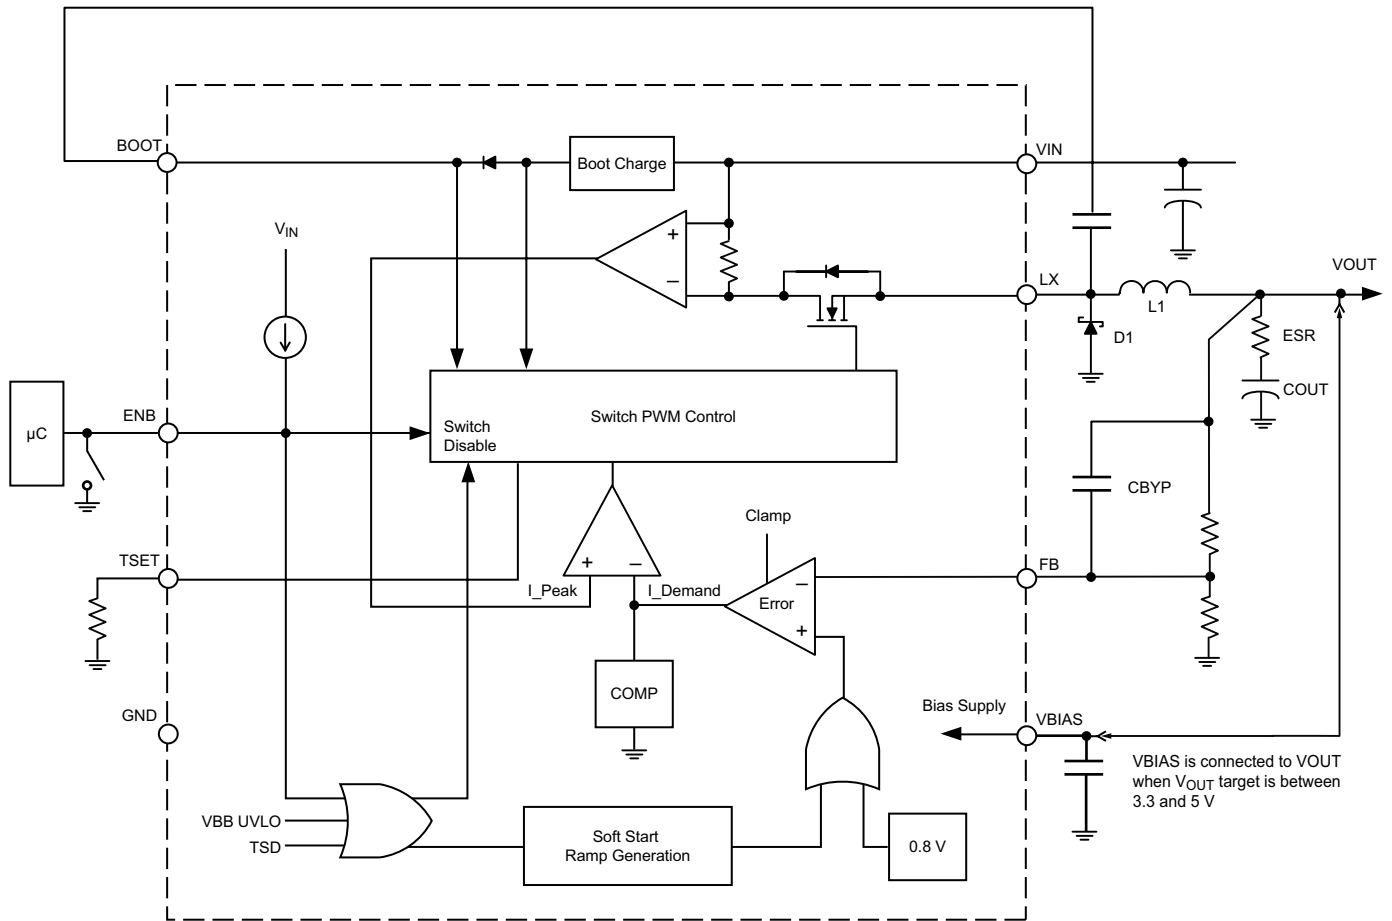 BOOT
Boot Charge
VIN
VIN
+
–
LX
VOUT
L1
D1
ESR
COUT
µC
ENB
Switch
Disable
Switch PWM Control
CBYP
Clamp
TSET
+
–
I_Peak
I_Demand
–
Error
+
FB
COMP
GND
Bias Supply
VBIAS
VBIAS is connected to VOUT
when VOUT target is between
3.3 and 5 V
VBB UVLO
TSD
Soft Start
Ramp Generation
0.8 V